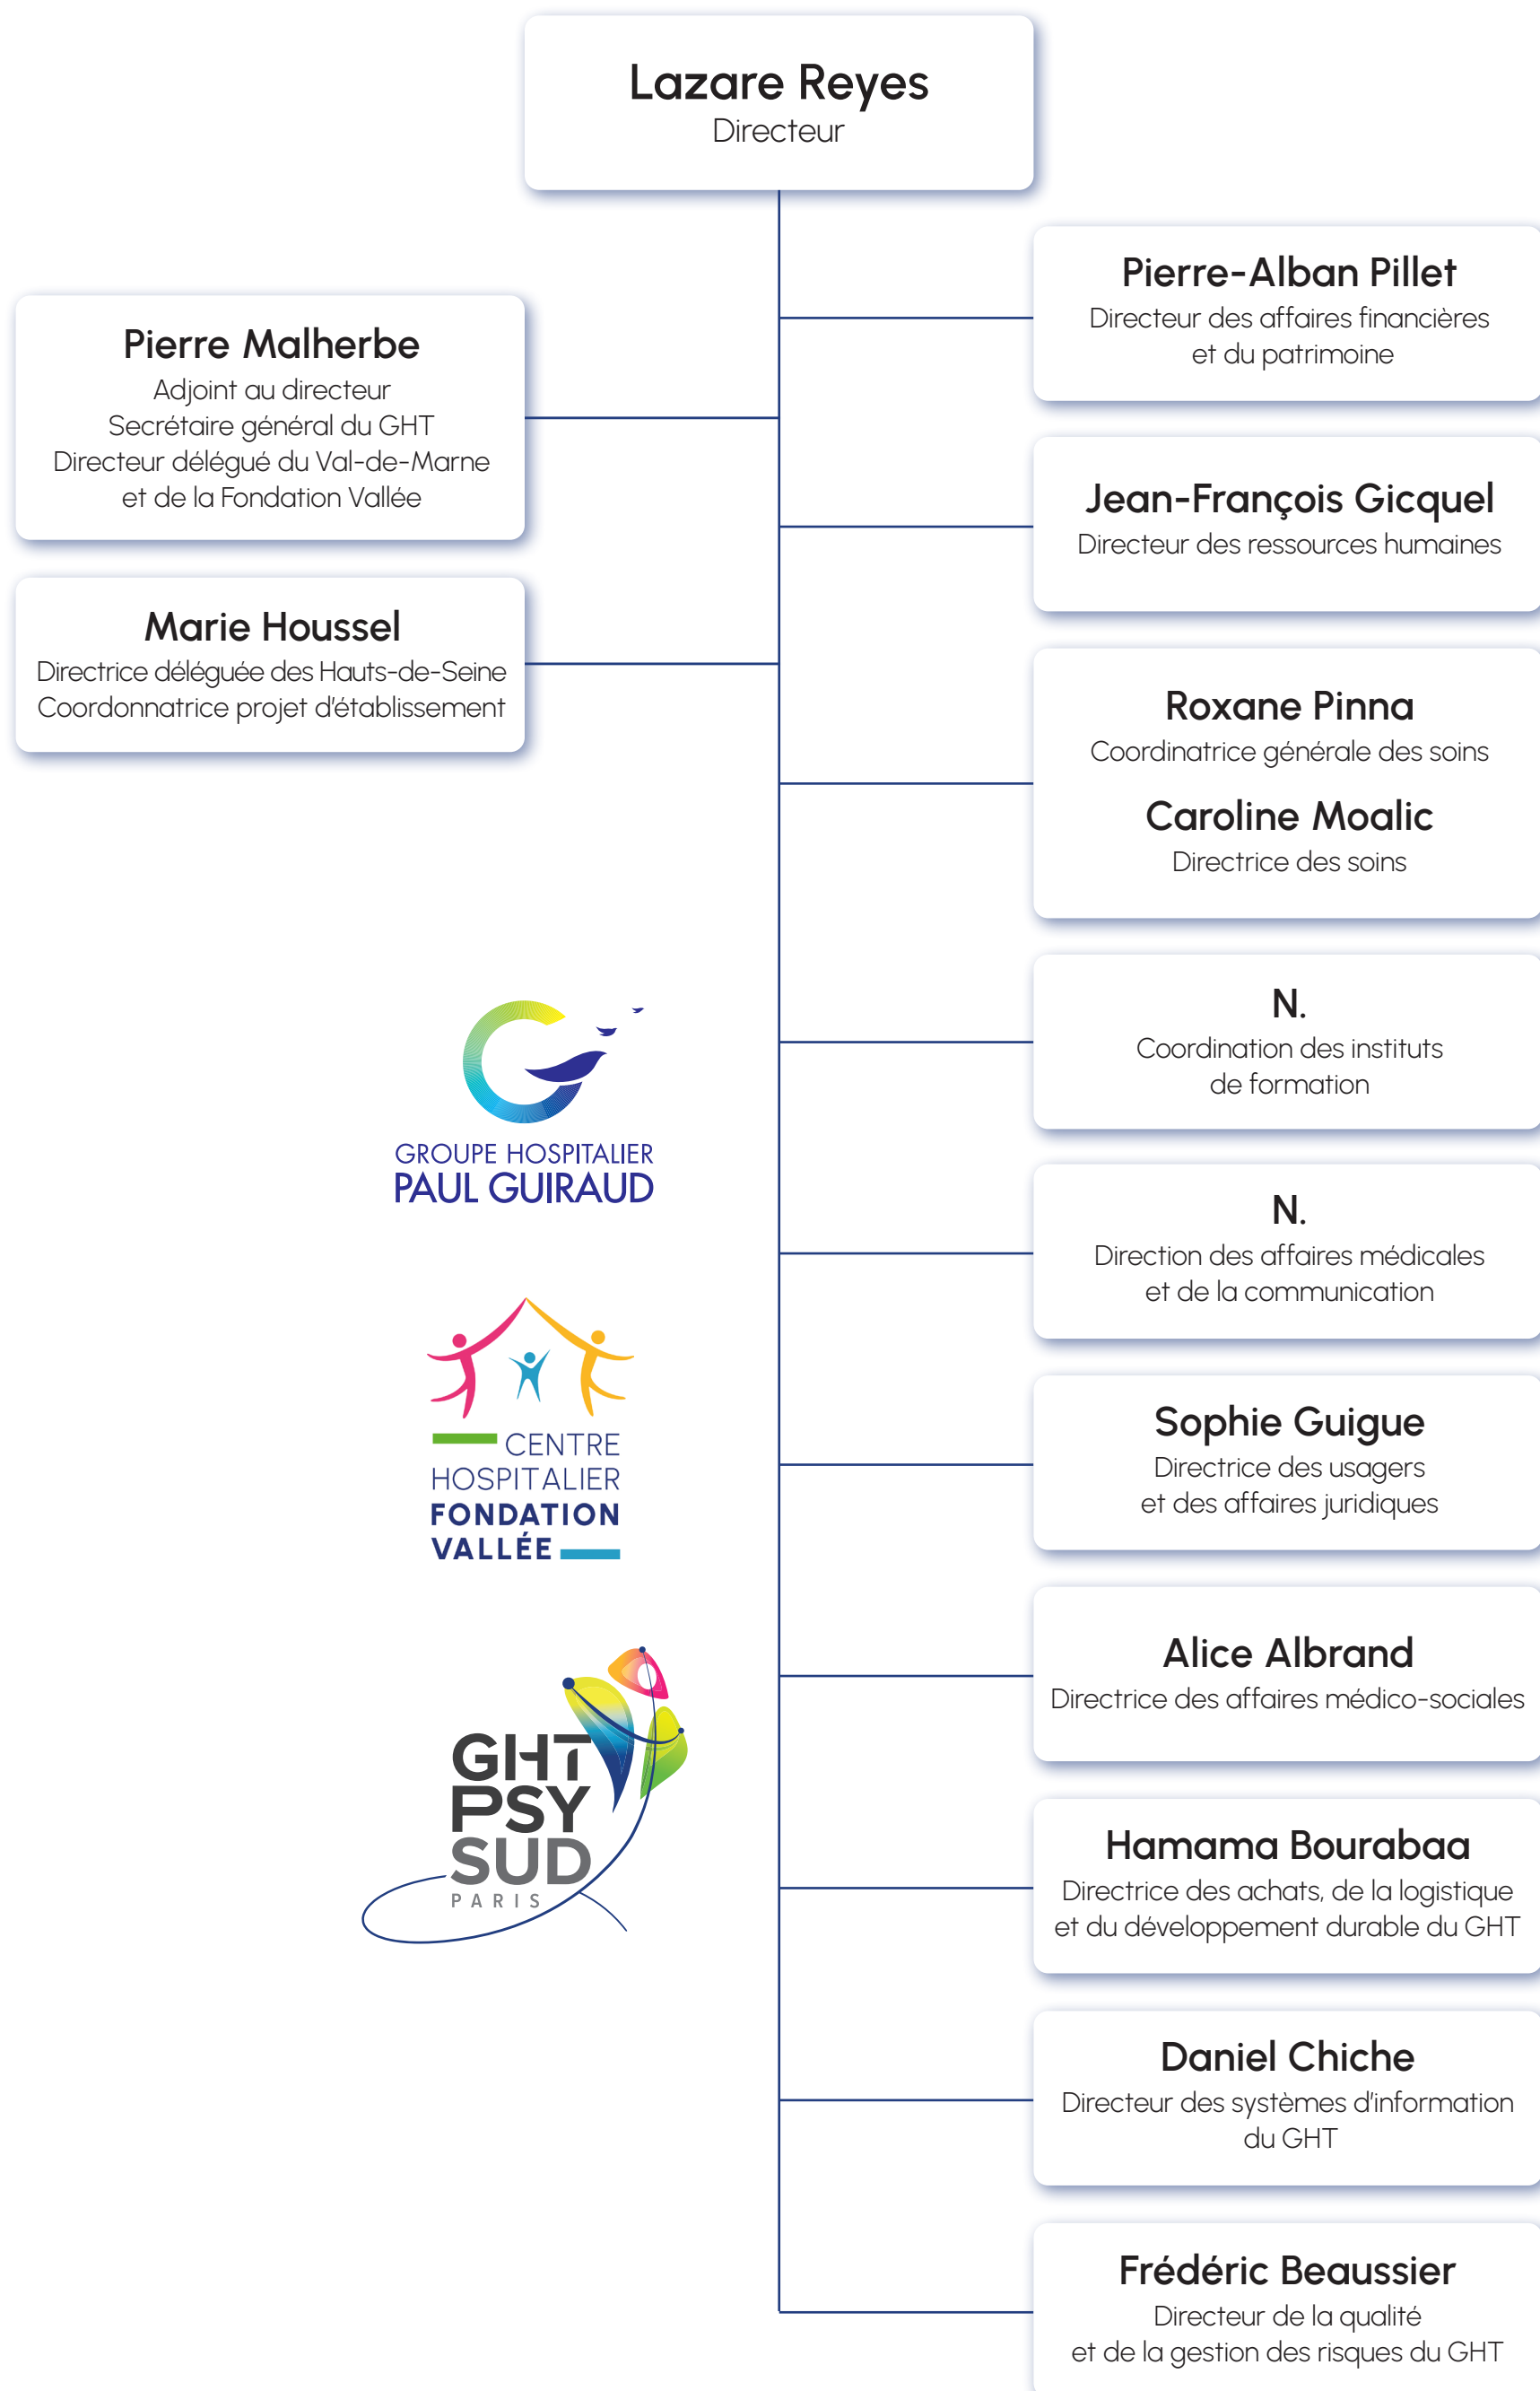 Lazare Reyes
Directeur
Pierre Malherbe
Adjoint au directeur
Secrétaire général du GHT
Directeur délégué du Val-de-Marne
et de la Fondation Vallée
Marie Houssel
Directrice déléguée des Hauts-de-Seine
Coordonnatrice projet d'établissement
Pierre-Alban Pillet
Directeur des affaires financières
et du patrimoine
Jean-François Gicquel
Directeur des ressources humaines
Roxane Pinna
Coordinatrice générale des soins
Caroline Moalic
Directrice des soins
N.
Coordination des instituts
de formation
N.
Direction des affaires médicales
et de la communication
Sophie Guigue
Directrice des usagers
et des affaires juridiques
Alice Albrand
Directrice des affaires médico-sociales
Hamama Bourabaa
Directrice des achats, de la logistique
et du développement durable du GHT
Daniel Chiche
Directeur des systèmes d'information
du GHT
Frédéric Beaussier
Directeur de la qualité
et de la gestion des risques du GHT
GROUPE HOSPITALIER
PAUL GUIRAUD
CENTRE
HOSPITALIER
FONDATION
VALLÉE
GHT
PSY
SUD
PARIS